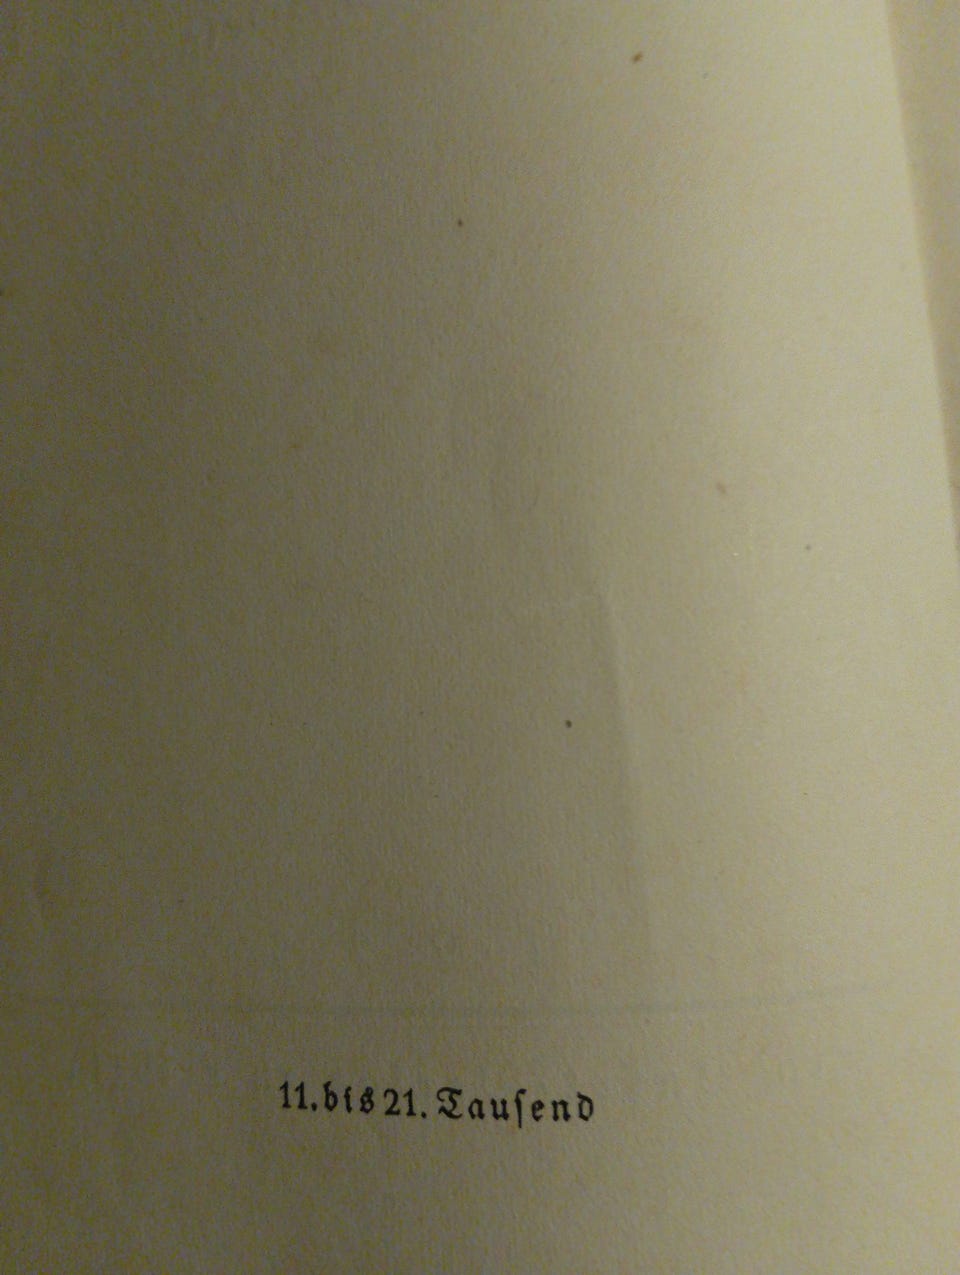 11. bis 21. Tauſend